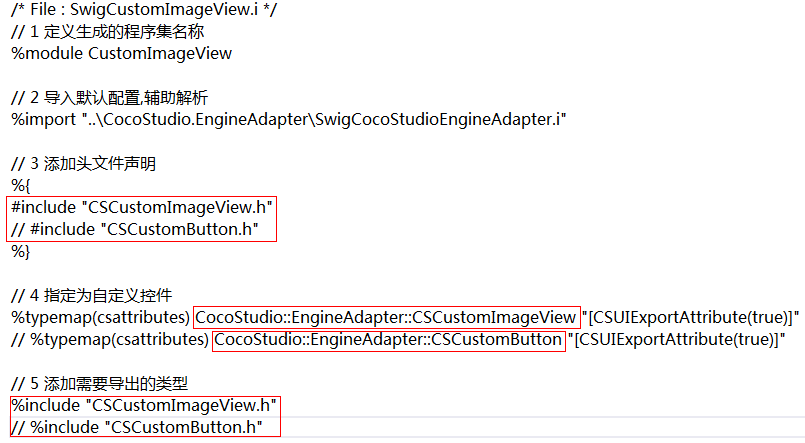 /* File : SwigCustomImageView.i */
// 1 定义生成的程序集名称
%module CustomImageView
// 2 导入默认配置,辅助解析
%import "..\CocoStudio.EngineAdapter\SwigCocoStudioEngineAdapter.i"
// 3 添加头文件声明
%{
#include "CSCustomImageView.h"
// #include "CSCustomButton.h"
%}
// 4 指定为自定义控件
%typemap(csattributes) CocoStudio::EngineAdapter::CSCustomImageView "[CSUIExportAttribute(true)]"
// %typemap(csattributes) CocoStudio::EngineAdapter::CSCustomButton "[CSUIExportAttribute(true)]"
// 5 添加需要导出的类型
%include "CSCustomImageView.h"
// %include "CSCustomButton.h"